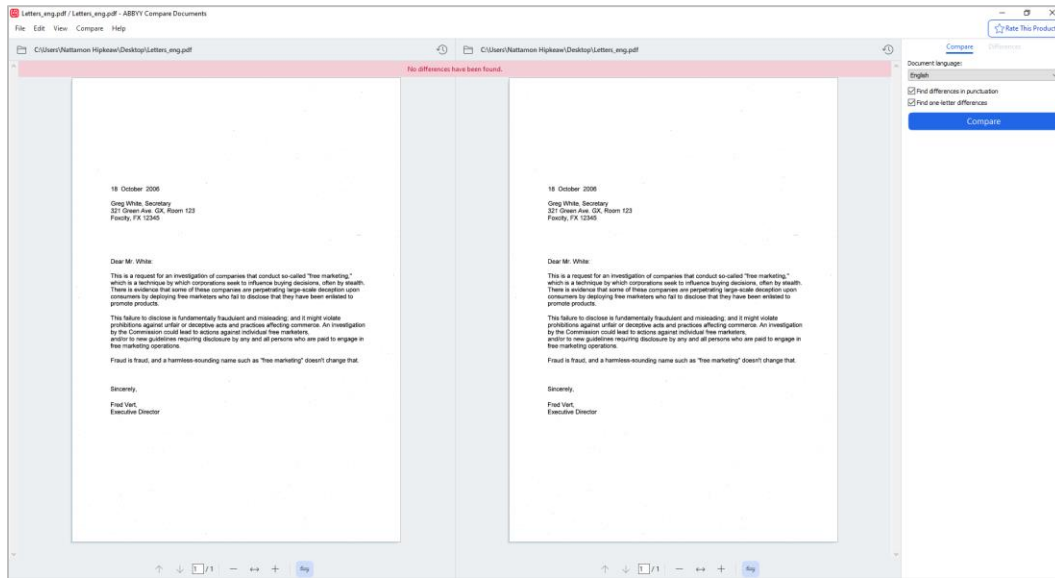 Letters_eng.pdf / Letters_eng.pdf - ABBYY Compare Documents
File Edit View Compare Help
Rate This Product
C:\Users\Nattamon Hipkeaw\Desktop\Letters_eng.pdf
C:\Users\Nattamon Hipkeaw\Desktop\Letters_eng.pdf
Compare Differences
No differences have been found.
Document language:
English
Find differences in punctuation
Find one-letter differences
Compare
18 October 2006
Greg White, Secretary
321 Green Ave. GX, Room 123
Foxcity, FX 12345
Dear Mr. White:
This is a request for an investigation of companies that conduct so-called "free marketing,"
which is a technique by which corporations seek to influence buying decisions, often by stealth.
There is evidence that some of these companies are perpetrating large-scale deception upon
consumers by deploying free marketers who fail to disclose that they have been enlisted to
promote products.
This failure to disclose is fundamentally fraudulent and misleading; and it might violate
prohibitions against unfair or deceptive acts and practices affecting commerce. An investigation
by the Commission could lead to actions against individual free marketers,
and/or to new guidelines requiring disclosure by any and all persons who are paid to engage in
free marketing operations.
Fraud is fraud, and a harmless-sounding name such as "free marketing" doesn't change that.
Sincerely,
Fred Vert,
Executive Director
18 October 2006
Greg White, Secretary
321 Green Ave. GX, Room 123
Foxcity, FX 12345
Dear Mr. White:
This is a request for an investigation of companies that conduct so-called "free marketing,"
which is a technique by which corporations seek to influence buying decisions, often by stealth.
There is evidence that some of these companies are perpetrating large-scale deception upon
consumers by deploying free marketers who fail to disclose that they have been enlisted to
promote products.
This failure to disclose is fundamentally fraudulent and misleading; and it might violate
prohibitions against unfair or deceptive acts and practices affecting commerce. An investigation
by the Commission could lead to actions against individual free marketers,
and/or to new guidelines requiring disclosure by any and all persons who are paid to engage in
free marketing operations.
Fraud is fraud, and a harmless-sounding name such as "free marketing" doesn't change that.
Sincerely,
Fred Vert,
Executive Director
1 / 1
1 / 1